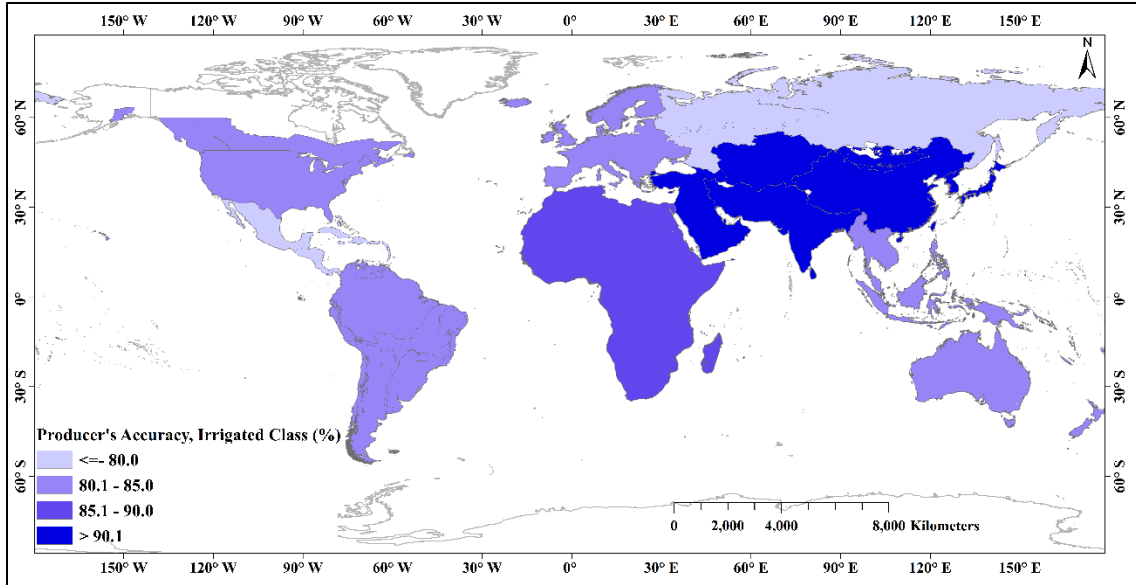 150° W 120° W 90° W 60° W 30° W 0° 30° E 60° E 90° E 120° E 150° E
N
60° N 60° N
30° N 30° N
0° 0°
30° S 30° S
60° S 60° S
Producer's Accuracy, Irrigated Class (%)
<=- 80.0
80.1 - 85.0
85.1 - 90.0
> 90.1
0 2,000 4,000 8,000 Kilometers
150° W 120° W 90° W 60° W 30° W 0° 30° E 60° E 90° E 120° E 150° E